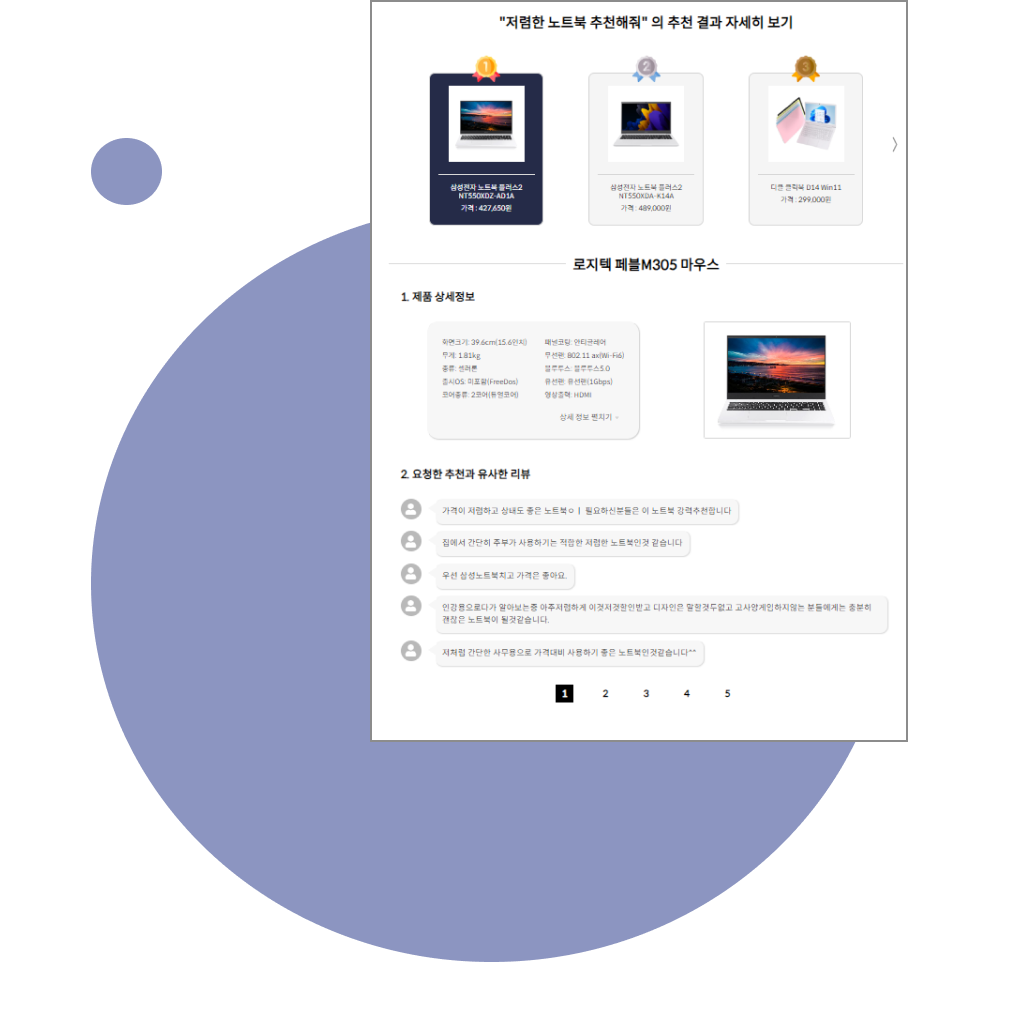 "저렴한 노트북 추천해줘" 의 추천 결과 자세히 보기
1
2
3
삼성전자 노트북 플러스2
NT550XDZ-AD1A
가격 : 427,650원
삼성전자 노트북 플러스2
NT550XDA-K14A
가격 : 489,000원
디클 클릭북 D14 Win11
가격 : 299,000원
로지텍 페블M305 마우스
1. 제품 상세정보
화면크기: 39.6cm(15.6인치)
무게: 1.81kg
종류: 셀러론
출시OS: 미포함(FreeDos)
코어종류: 2코어(듀얼코어)
패널코팅: 안티글레어
무선랜: 802.11 ax(Wi-Fi6)
블루투스: 블루투스5.0
유선랜: 유선랜(1Gbps)
영상출력: HDMI
상세 정보 펼치기
2. 요청한 추천과 유사한 리뷰
가격이 저렴하고 상태도 좋은 노트북ㅇㅣ 필요하신분들은 이 노트북 강력추천합니다
집에서 간단히 주부가 사용하기는 적합한 저렴한 노트북인것 같습니다
우선 삼성노트북치고 가격은 좋아요.
인강용으로다가 알아보는중 아주저렴하게 이것저것할인받고 디자인은 말할것두없고 고사양게임하지않는 분들에게는 충분히
괜찮은 노트북이 될것같습니다.
저처럼 간단한 사무용으로 가격대비 사용하기 좋은 노트북인것같습니다^^
1 2 3 4 5